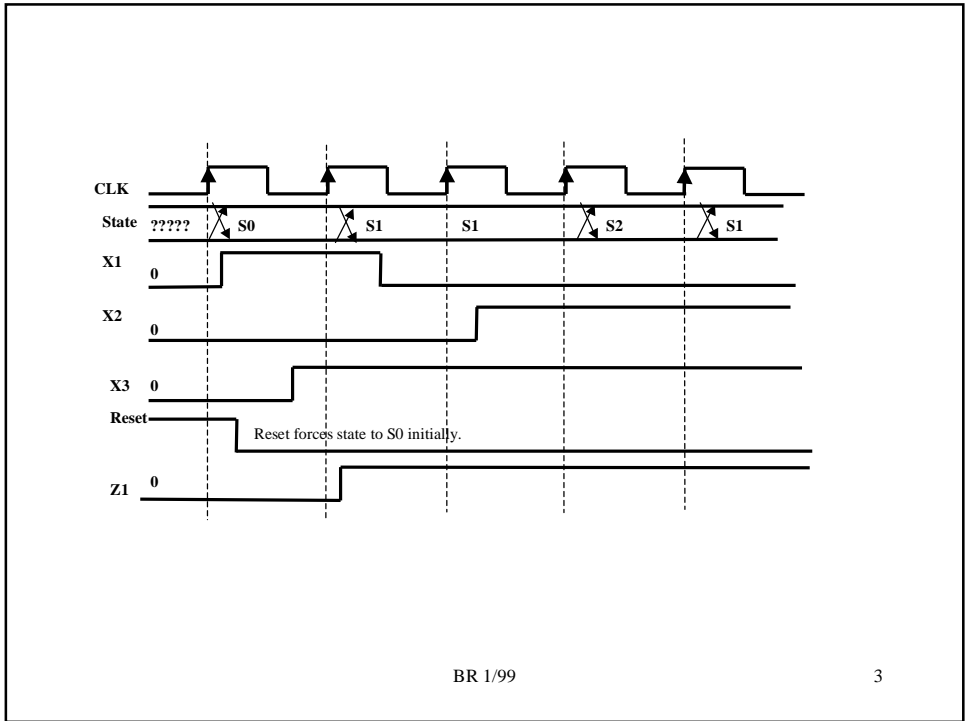 CLK
State ????? S0 S1 S1 S2 S1
X1
0
X2
0
X3 0
Reset
Reset forces state to S0 initially.
Z1 0
BR 1/99 3